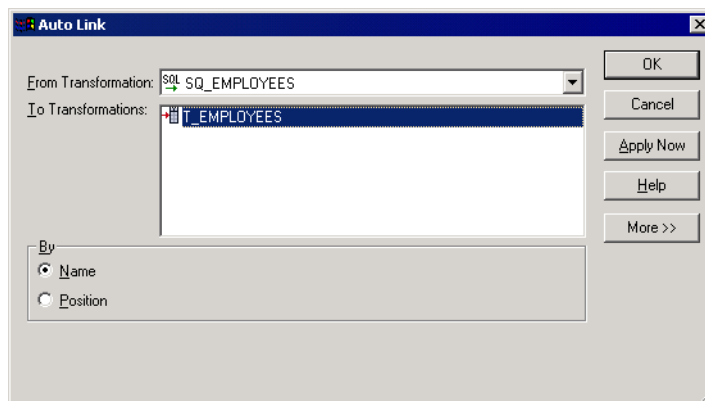 Auto Link
From Transformation: SQL SQ_EMPLOYEES
OK
To Transformations: T_EMPLOYEES
Cancel
Apply Now
Help
More >>
By
Name
Position